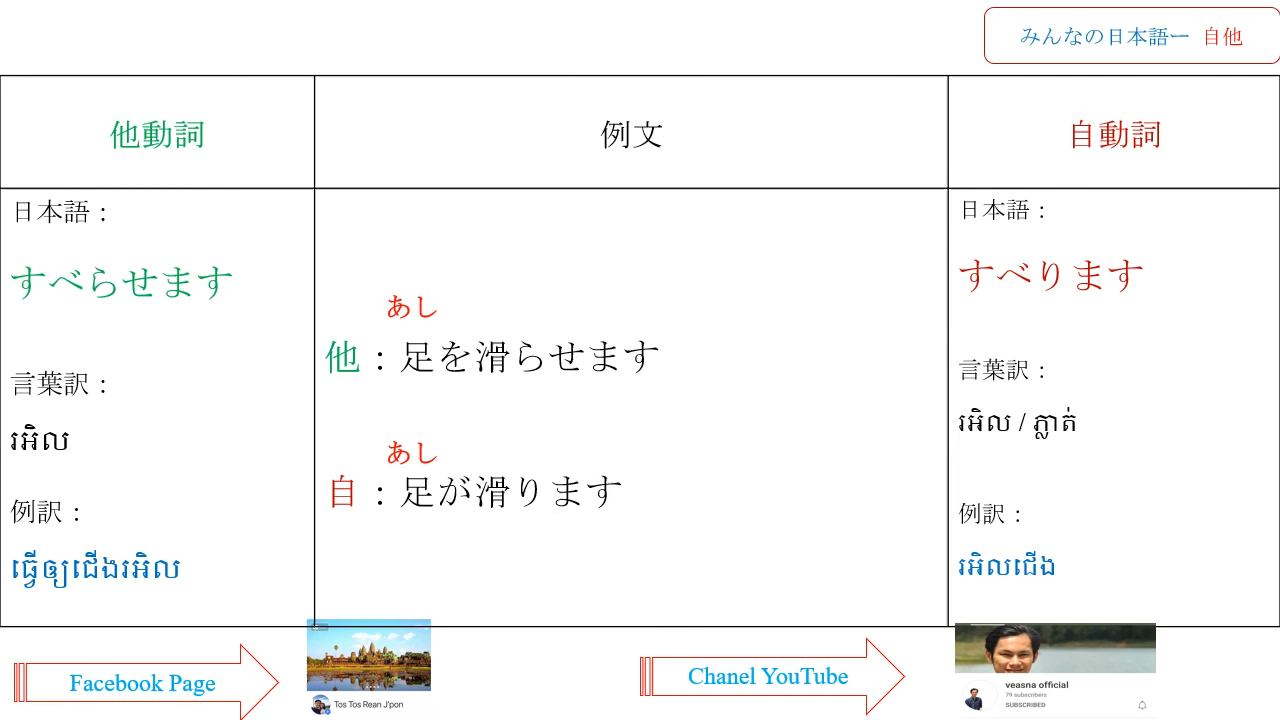 みんなの日本語ー 自他
他動詞
例文
自動詞
日本語：
すべらせます
言葉訳：
រអិល
例訳：
ធ្វើឲ្យជើងរអិល
あし
他：足を滑らせます
あし
自：足が滑ります
日本語：
すべります
言葉訳：
រអិល / ភ្លាត់
例訳：
រអិលជើង
Facebook Page
Tos Tos Rean J'pon
Chanel YouTube
veasna official
79 subscribers
SUBSCRIBED